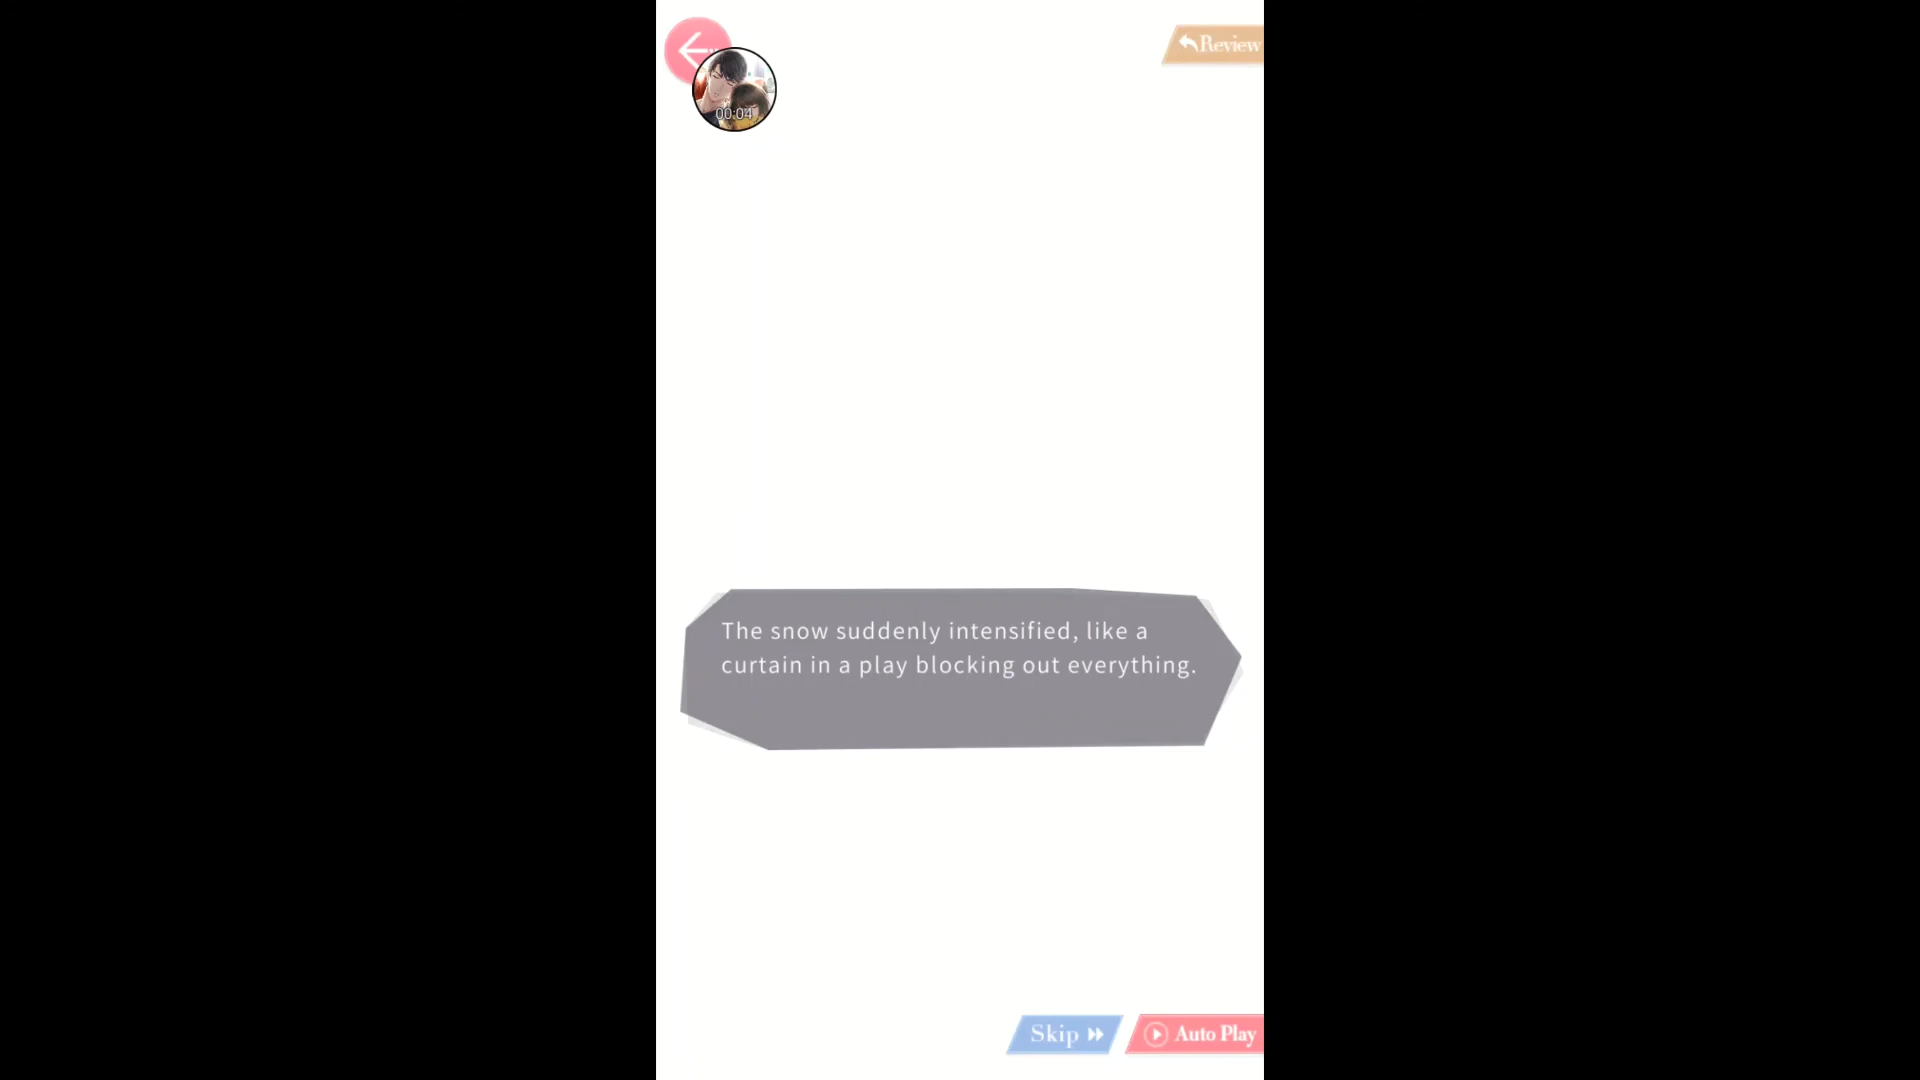 Review
00:04
The snow suddenly intensified, like a
curtain in a play blocking out everything.
Skip
Auto Play